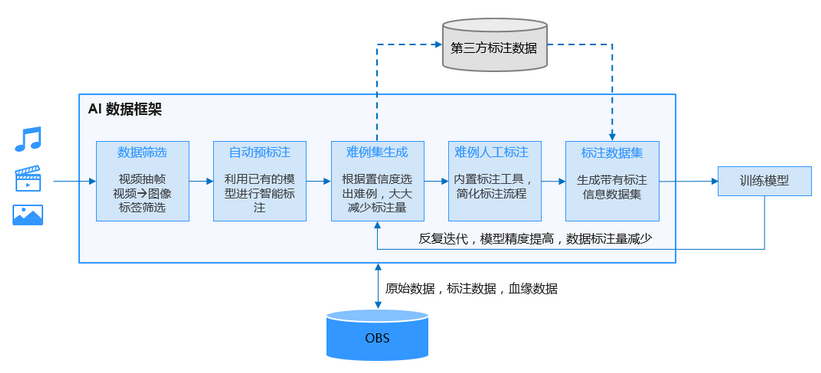 第三方标注数据
AI 数据框架
数据筛选
视频抽帧
视频→图像
标签筛选
自动预标注
利用已有的模
型进行智能标
注
难例集生成
根据置信度选
出难例，大大
减少标注量
难例人工标注
内置标注工具，
简化标注流程
标注数据集
生成带有标注
信息数据集
训练模型
反复迭代，模型精度提高，数据标注量减少
原始数据，标注数据，血缘数据
OBS